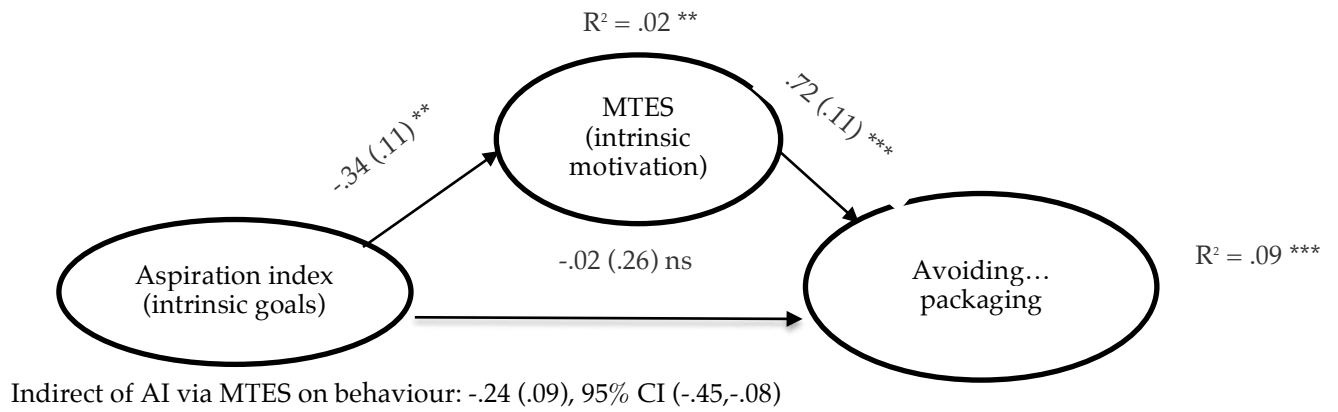 R² = .02 **
MTES
(intrinsic
motivation)
-.34 (.11) **
.72 (.11) ***
-.02 (.26) ns
Aspiration index
(intrinsic goals)
Avoiding…
packaging
R² = .09 ***
Indirect of AI via MTES on behaviour: -.24 (.09), 95% CI (-.45,-.08)